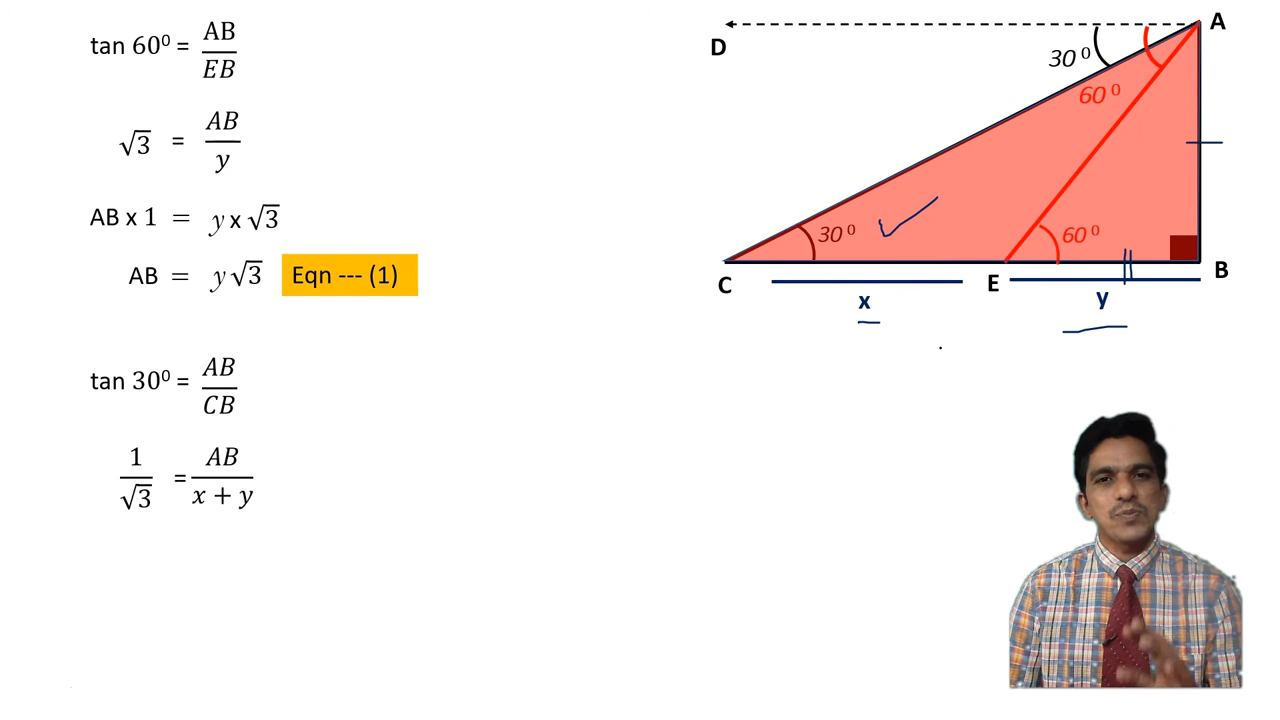 tan 60⁰ = AB/EB
√3 = AB/y
AB x 1 = y x √3
AB = y√3 Eqn --- (1)
tan 30⁰ = AB/CB
1/√3 = AB/(x + y)
D
A
30⁰
60⁰
30⁰
60⁰
C
E
B
x
y